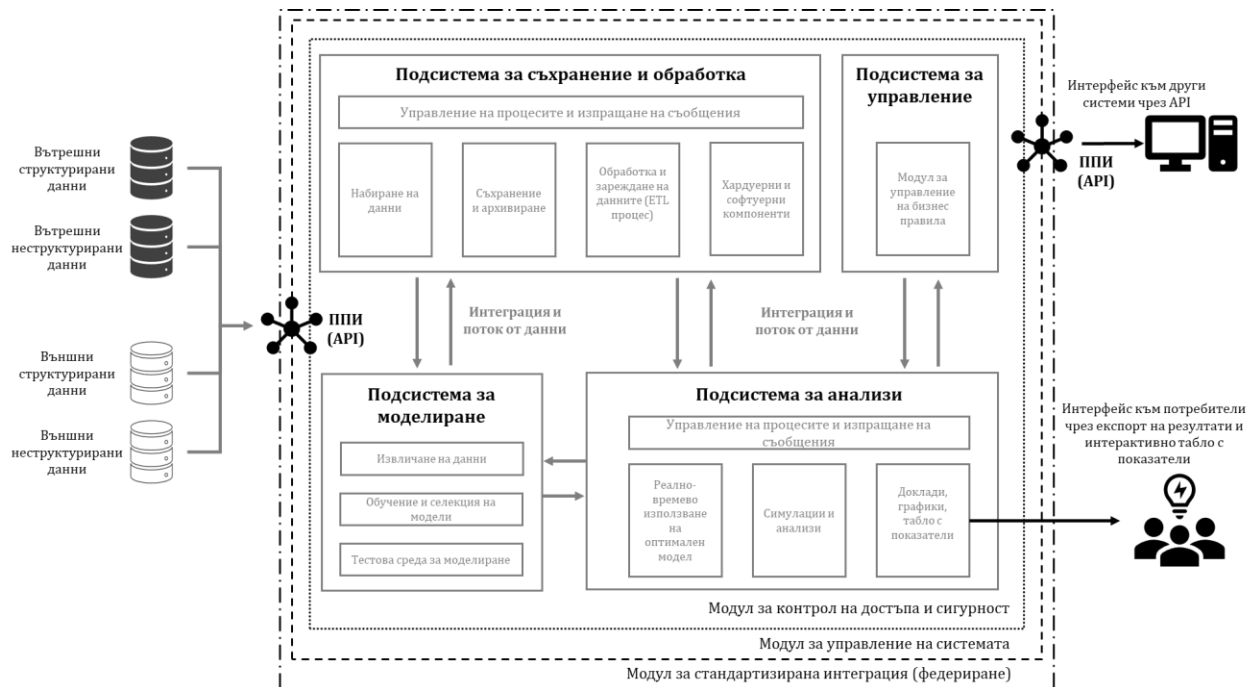 Вътрешни
структурирани
данни
Вътрешни
неструктурирани
данни
Външни
структурирани
данни
Външни
неструктурирани
данни
ППИ
(API)
Подсистема за съхранение и обработка
Управление на процесите и изпращане на съобщения
Набиране на
данни
Съхранение
и архивиране
Обработка и
зареждане на
данните (ETL
процес)
Хардуерни и
софтуерни
компоненти
Подсистема за
управление
Модул за
управление
на бизнес
правила
Интеграция и
поток от данни
Интеграция и
поток от данни
Подсистема за
моделиране
Извличане на данни
Обучение и селекция на
модели
Тестова среда за моделиране
Подсистема за анализи
Управление на процесите и изпращане на
съобщения
Реално-
времево
използване
на
оптимален
модел
Симулации и
анализи
Доклади,
графики,
табло с
показатели
Модул за контрол на достъпа и сигурност
Модул за управление на системата
Модул за стандартизирана интеграция (федериране)
Интерфейс към други
системи чрез API
ППИ
(API)
Интерфейс към потребители
чрез експорт на резултати и
интерактивно табло с
показатели